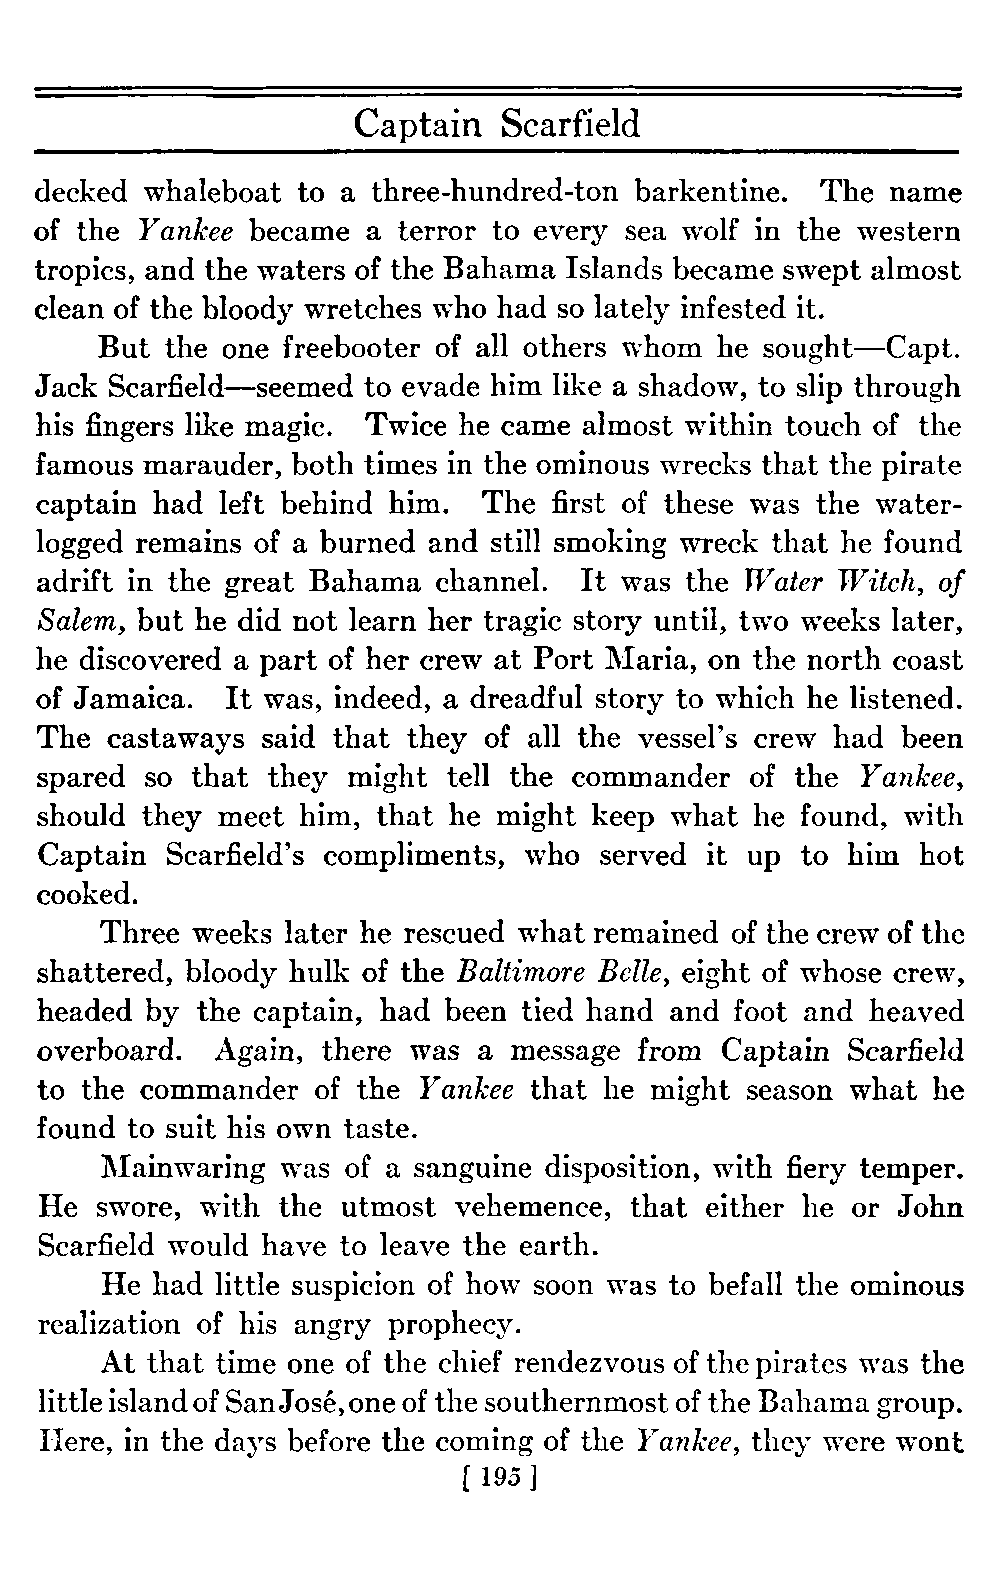 Captain Scarfield
decked whaleboat to a three-hundred-ton barkentine. The name
of the Yankee became a terror to every sea wolf in the western
tropics, and the waters of the Bahama Islands became swept almost
clean of the bloody wretches who had so lately infested it.
But the one freebooter of all others whom he sought—Capt.
Jack Scarfield—seemed to evade him like a shadow, to slip through
his fingers like magic. Twice he came almost within touch of the
famous marauder, both times in the ominous wrecks that the pirate
captain had left behind him. The first of these was the water-
logged remains of a burned and still smoking wreck that he found
adrift in the great Bahama channel. It was the Water Witch, of
Salem, but he did not learn her tragic story until, two weeks later,
he discovered a part of her crew at Port Maria, on the north coast
of Jamaica. It was, indeed, a dreadful story to which he listened.
The castaways said that they of all the vessel's crew had been
spared so that they might tell the commander of the Yankee,
should they meet him, that he might keep what he found, with
Captain Scarfield's compliments, who served it up to him hot
cooked.
Three weeks later he rescued what remained of the crew of the
shattered, bloody hulk of the Baltimore Belle, eight of whose crew,
headed by the captain, had been tied hand and foot and heaved
overboard. Again, there was a message from Captain Scarfield
to the commander of the Yankee that he might season what he
found to suit his own taste.
Mainwaring was of a sanguine disposition, with fiery temper.
He swore, with the utmost vehemence, that either he or John
Scarfield would have to leave the earth.
He had little suspicion of how soon was to befall the ominous
realization of his angry prophecy.
At that time one of the chief rendezvous of the pirates was the
little island of San José, one of the southernmost of the Bahama group.
Here, in the days before the coming of the Yankee, they were wont
[ 195 ]